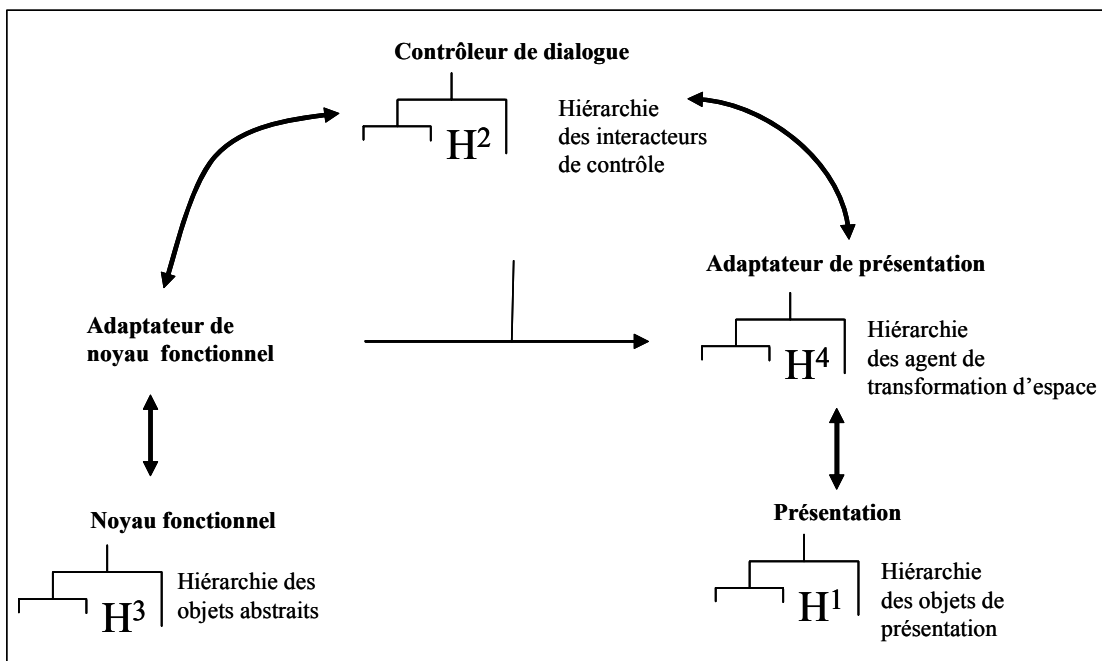 Contrôleur de dialogue
H²
Hiérarchie
des interacteurs
de contrôle
Adaptateur de
noyau fonctionnel
Adaptateur de présentation
H⁴
Hiérarchie
des agent de
transformation d'espace
Noyau fonctionnel
H³
Hiérarchie des
objets abstraits
Présentation
H¹
Hiérarchie
des objets de
présentation